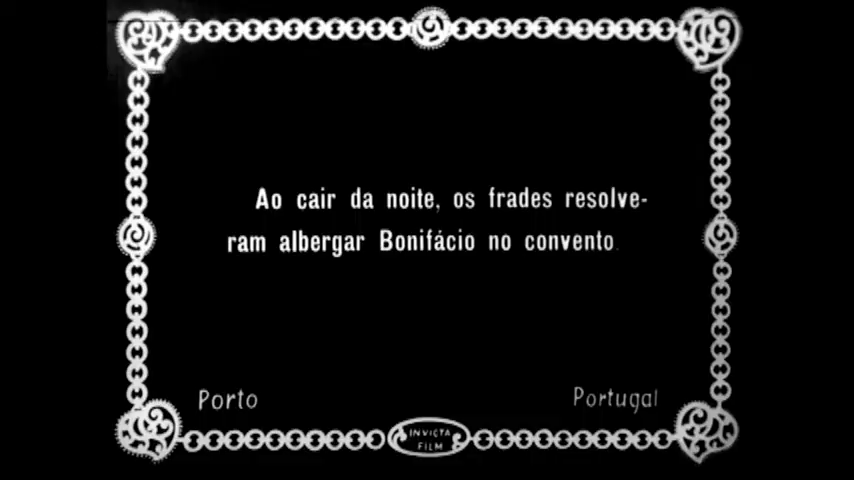 Ao cair da noite, os frades resolve-
ram albergar Bonifácio no convento.
Porto
Portugal
INVICTA
FILM